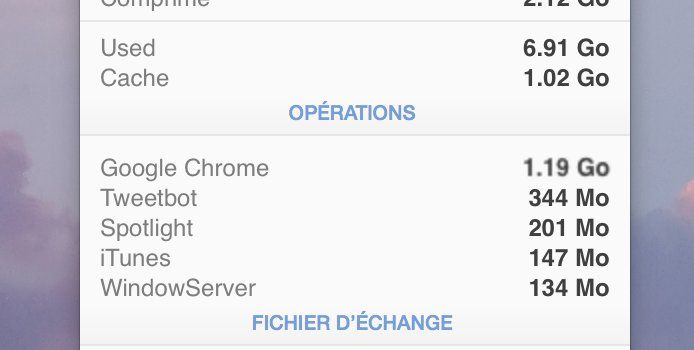 Comprimé 2.12 Go
Used 6.91 Go
Cache 1.02 Go
OPÉRATIONS
Google Chrome 1.19 Go
Tweetbot 344 Mo
Spotlight 201 Mo
iTunes 147 Mo
WindowServer 134 Mo
FICHIER D’ÉCHANGE